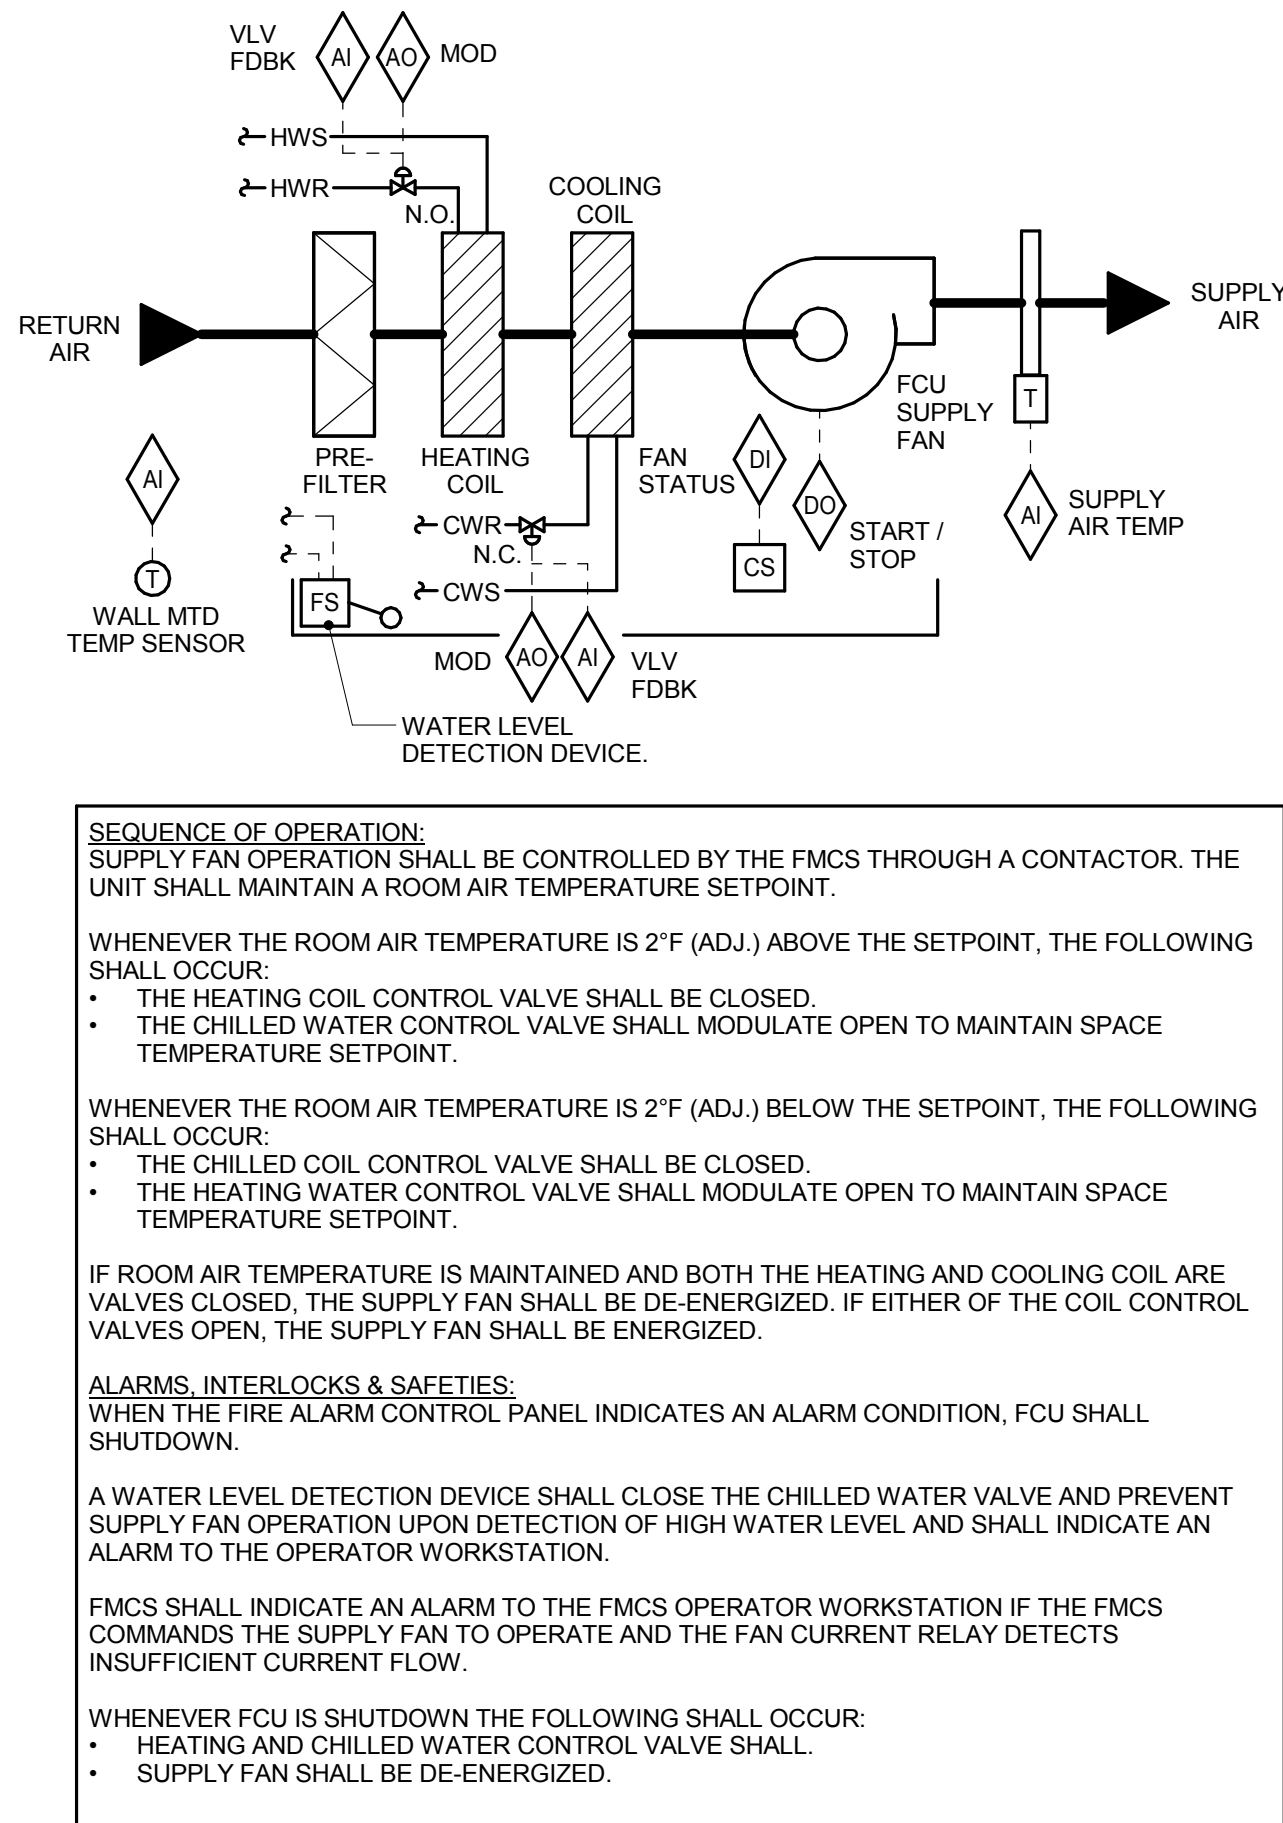 VLV
FDBK
AI
AO
MOD
HWS
HWR
N.O.
COOLING
COIL
RETURN
AIR
SUPPLY
AIR
FCU
SUPPLY
FAN
T
PRE-
FILTER
HEATING
COIL
FAN
STATUS
DI
DO
START /
STOP
CS
AI
SUPPLY
AIR TEMP
AI
T
WALL MTD
TEMP SENSOR
CWR
N.C.
CWS
FS
MOD
AO
AI
VLV
FDBK
WATER LEVEL
DETECTION DEVICE.
SEQUENCE OF OPERATION:
SUPPLY FAN OPERATION SHALL BE CONTROLLED BY THE FMCS THROUGH A CONTACTOR. THE
UNIT SHALL MAINTAIN A ROOM AIR TEMPERATURE SETPOINT.
WHENEVER THE ROOM AIR TEMPERATURE IS 2°F (ADJ.) ABOVE THE SETPOINT, THE FOLLOWING
SHALL OCCUR:
• THE HEATING COIL CONTROL VALVE SHALL BE CLOSED.
• THE CHILLED WATER CONTROL VALVE SHALL MODULATE OPEN TO MAINTAIN SPACE
TEMPERATURE SETPOINT.
WHENEVER THE ROOM AIR TEMPERATURE IS 2°F (ADJ.) BELOW THE SETPOINT, THE FOLLOWING
SHALL OCCUR:
• THE CHILLED COIL CONTROL VALVE SHALL BE CLOSED.
• THE HEATING WATER CONTROL VALVE SHALL MODULATE OPEN TO MAINTAIN SPACE
TEMPERATURE SETPOINT.
IF ROOM AIR TEMPERATURE IS MAINTAINED AND BOTH THE HEATING AND COOLING COIL ARE
VALVES CLOSED, THE SUPPLY FAN SHALL BE DE-ENERGIZED. IF EITHER OF THE COIL CONTROL
VALVES OPEN, THE SUPPLY FAN SHALL BE ENERGIZED.
ALARMS, INTERLOCKS & SAFETIES:
WHEN THE FIRE ALARM CONTROL PANEL INDICATES AN ALARM CONDITION, FCU SHALL
SHUTDOWN.
A WATER LEVEL DETECTION DEVICE SHALL CLOSE THE CHILLED WATER VALVE AND PREVENT
SUPPLY FAN OPERATION UPON DETECTION OF HIGH WATER LEVEL AND SHALL INDICATE AN
ALARM TO THE OPERATOR WORKSTATION.
FMCS SHALL INDICATE AN ALARM TO THE FMCS OPERATOR WORKSTATION IF THE FMCS
COMMANDS THE SUPPLY FAN TO OPERATE AND THE FAN CURRENT RELAY DETECTS
INSUFFICIENT CURRENT FLOW.
WHENEVER FCU IS SHUTDOWN THE FOLLOWING SHALL OCCUR:
• HEATING AND CHILLED WATER CONTROL VALVE SHALL.
• SUPPLY FAN SHALL BE DE-ENERGIZED.